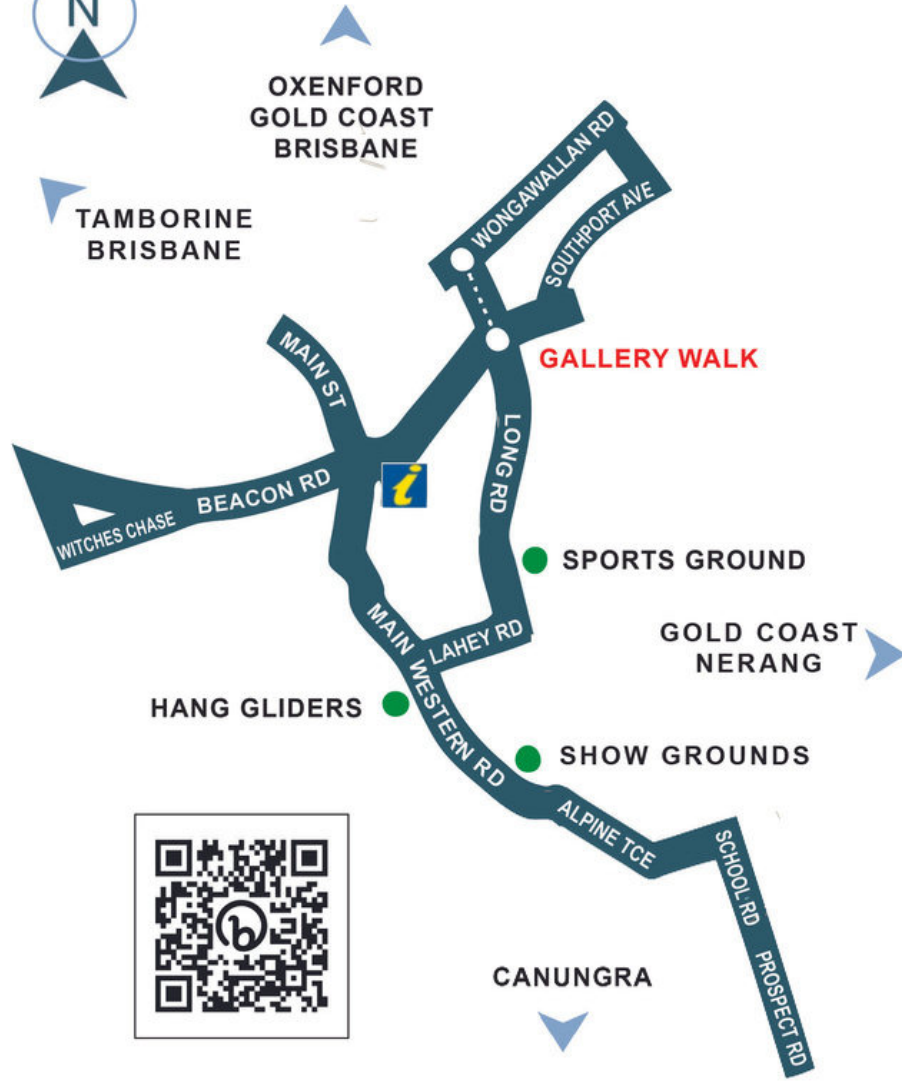 N
OXENFORD
GOLD COAST
BRISBANE
TAMBORINE
BRISBANE
WONGAWALLAN RD
SOUTHPORT AVE
MAIN ST
GALLERY WALK
LONG RD
BEACON RD
i
WITCHES CHASE
SPORTS GROUND
LAHEY RD
GOLD COAST
NERANG
MAIN WESTERN RD
HANG GLIDERS
SHOW GROUNDS
ALPINE TCE
SCHOOL RD
b
PROSPECT RD
CANUNGRA